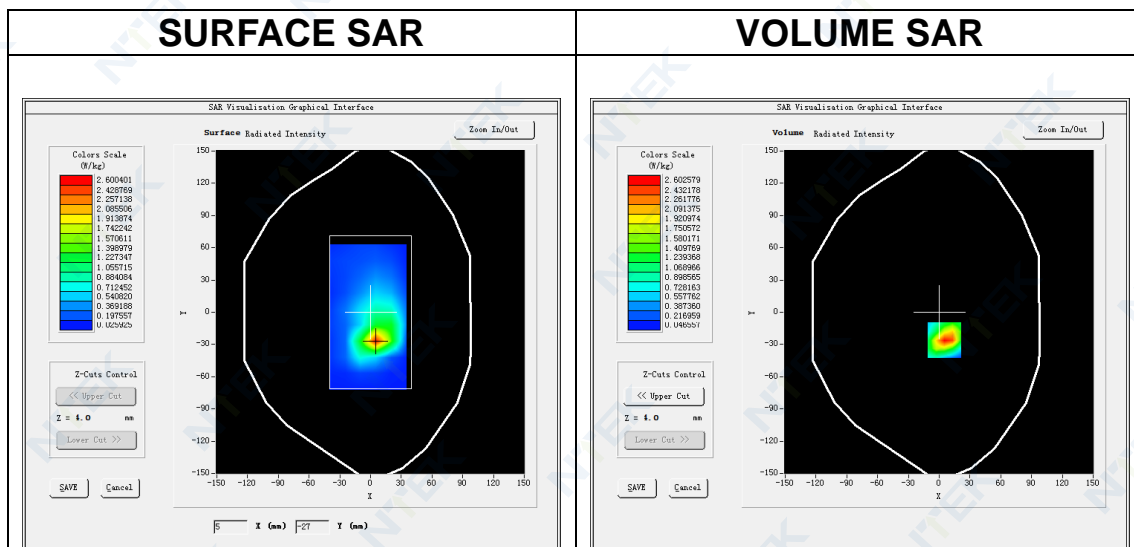 SURFACE SAR
VOLUME SAR
SAR Visualisation Graphical Interface
Surface Radiated Intensity
Zoom In/Out
Colors Scale
(W/kg)
2.600401
2.428769
2.257138
2.085506
1.913874
1.742242
1.570611
1.398979
1.227347
1.055715
0.884084
0.712452
0.540820
0.369188
0.197557
0.025925
150
120
90
60
30
0
-30
-60
-90
-120
-150
Y
-150 -120 -90 -60 -30 0 30 60 90 120 150
X
Z-Cuts Control
<< Upper Cut
Z = 4.0 mm
Lower Cut >>
SAVE Cancel
5 X (mm) -27 Y (mm)
SAR Visualisation Graphical Interface
Volume Radiated Intensity
Zoom In/Out
Colors Scale
(W/kg)
2.602579
2.432178
2.261776
2.091375
1.920974
1.750572
1.580171
1.409769
1.239368
1.068966
0.898565
0.728163
0.557762
0.387360
0.216959
0.046557
150
120
90
60
30
0
-30
-60
-90
-120
-150
Y
-150 -120 -90 -60 -30 0 30 60 90 120 150
X
Z-Cuts Control
<< Upper Cut
Z = 4.0 mm
Lower Cut >>
SAVE Cancel
NTEK